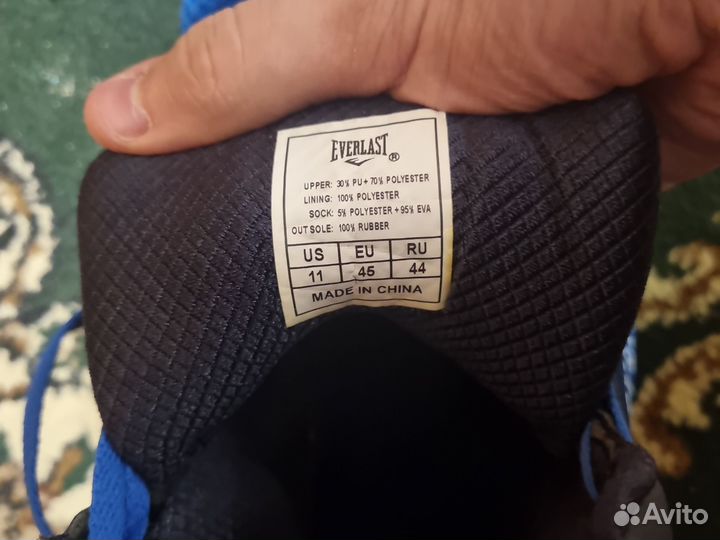 EVERLAST®
UPPER: 30% PU + 70% POLYESTER
LINING: 100% POLYESTER
SOCK: 5% POLYESTER + 95% EVA
OUT SOLE: 100% RUBBER
US EU RU
11 45 44
MADE IN CHINA
Avito